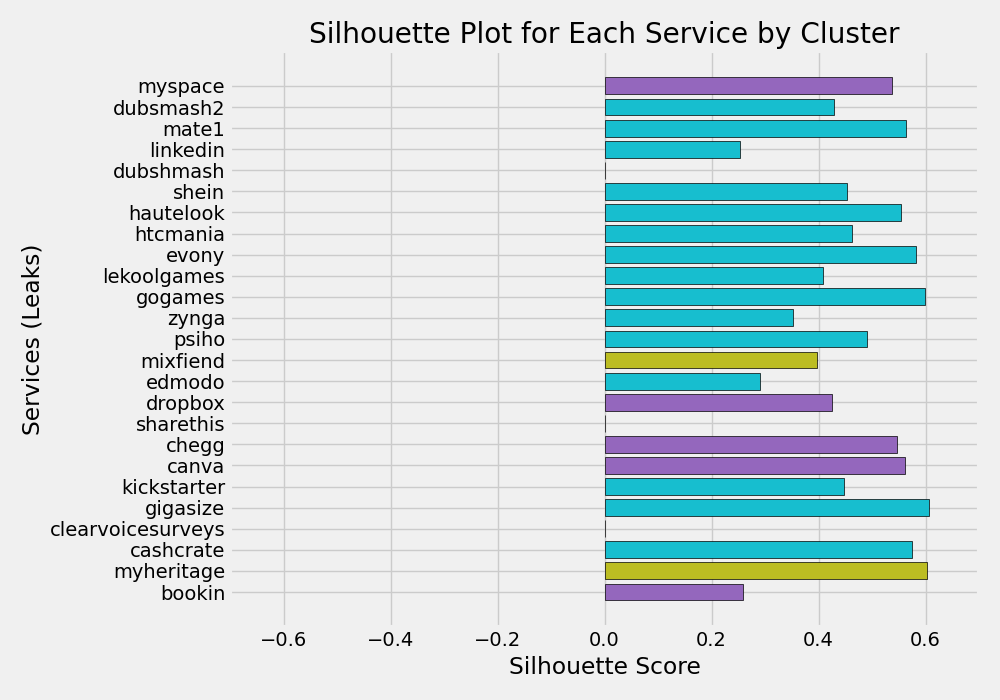 Silhouette Plot for Each Service by Cluster
Services (Leaks)
myspace
dubsmash2
mate1
linkedin
dubshmash
shein
hautelook
htcmania
evony
lekoolgames
gogames
zynga
psiho
mixfiend
edmodo
dropbox
sharethis
chegg
canva
kickstarter
gigasize
clearvoicesurveys
cashcrate
myheritage
bookin
−0.6 −0.4 −0.2 0.0 0.2 0.4 0.6
Silhouette Score